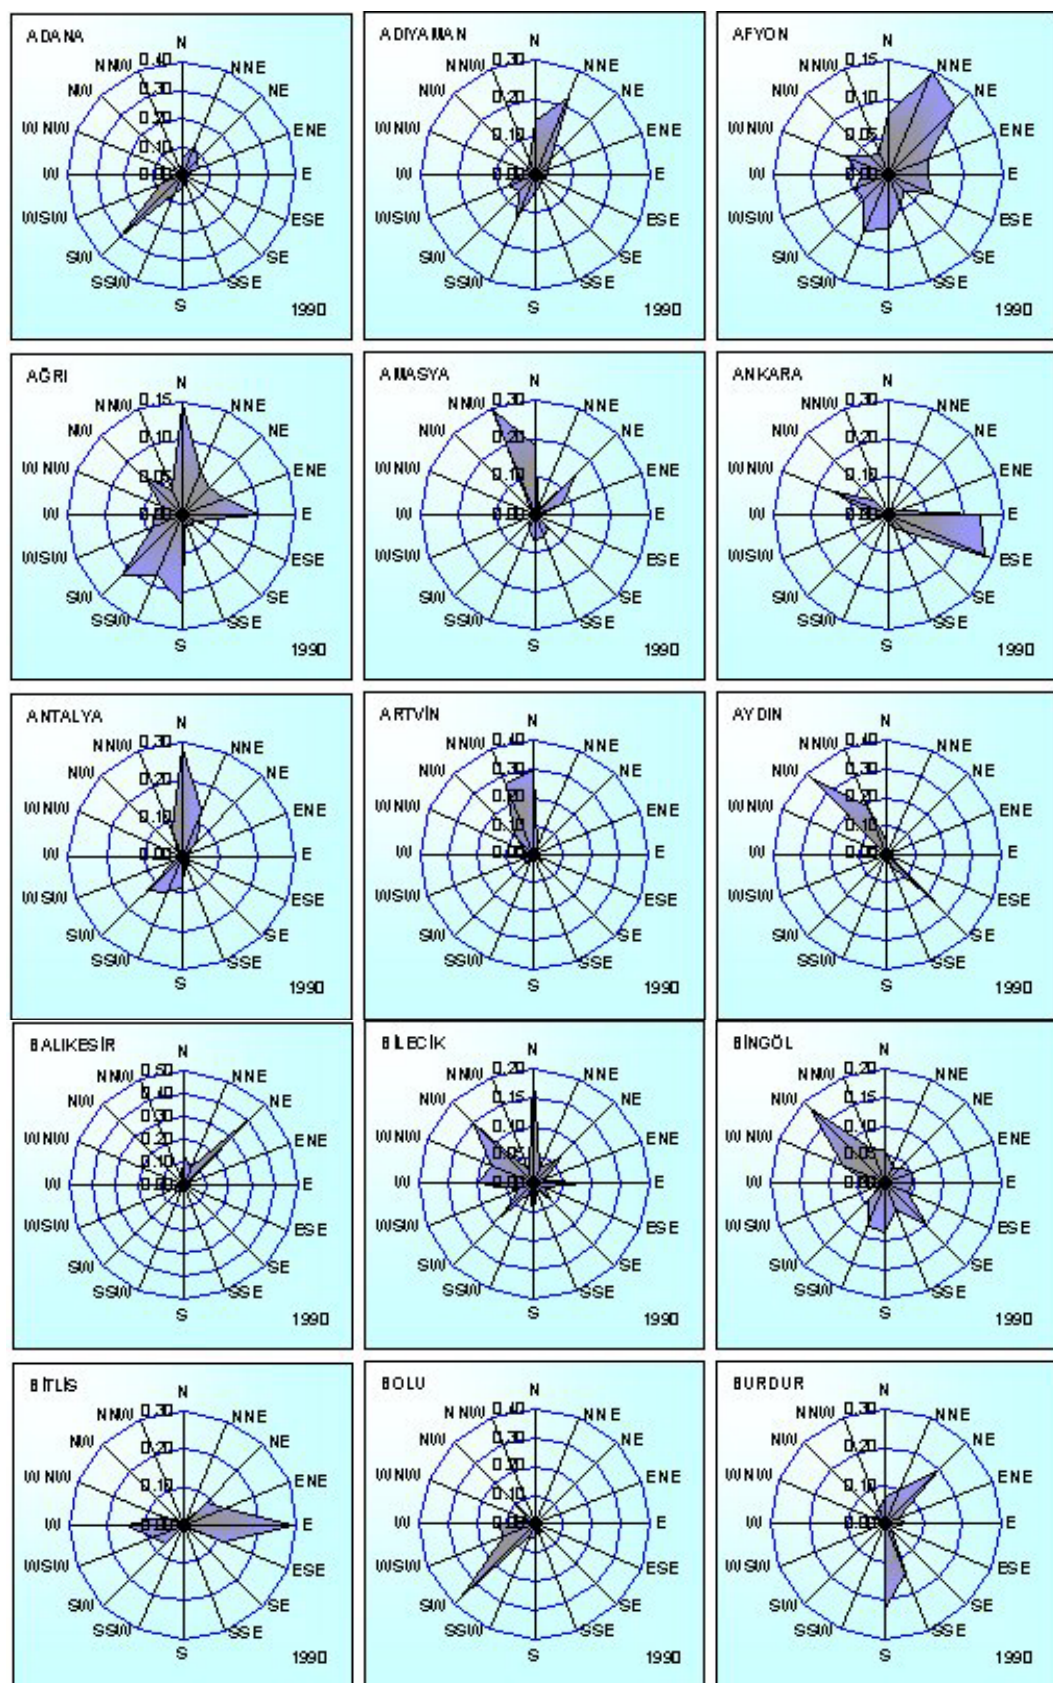 ADANA
N
NNW 0.40 NNE
NW 0.30 NE
0.20
WNW ENE
0.10
W 0.00 E
WSW ESE
SW SE
SSW SSE
S
1990
ADIYAMAN
N
NNW 0.30 NNE
NW NE
0.20
WNW ENE
0.10
W 0.00 E
WSW ESE
SW SE
SSW SSE
S
1990
AFYON
N
NNW 0.15 NNE
NW NE
0.10
WNW ENE
0.05
W 0.00 E
WSW ESE
SW SE
SSW SSE
S
1990
AĞRI
N
NNW 0.15 NNE
NW NE
0.10
WNW ENE
0.05
W 0.00 E
WSW ESE
SW SE
SSW SSE
S
1990
AMASYA
N
NNW 0.30 NNE
NW NE
0.20
WNW ENE
0.10
W 0.00 E
WSW ESE
SW SE
SSW SSE
S
1990
ANKARA
N
NNW 0.30 NNE
NW NE
0.20
WNW ENE
0.10
W 0.00 E
WSW ESE
SW SE
SSW SSE
S
1990
ANTALYA
N
NNW 0.30 NNE
NW NE
0.20
WNW ENE
0.10
W 0.00 E
WSW ESE
SW SE
SSW SSE
S
1990
ARTVİN
N
NNW 0.40 NNE
NW 0.30 NE
0.20
WNW ENE
0.10
W 0.00 E
WSW ESE
SW SE
SSW SSE
S
1990
AYDIN
N
NNW 0.40 NNE
NW 0.30 NE
0.20
WNW ENE
0.10
W 0.00 E
WSW ESE
SW SE
SSW SSE
S
1990
BALIKESİR
N
NNW 0.50 NNE
NW 0.40 NE
0.30
WNW 0.20 ENE
0.10
W 0.00 E
WSW ESE
SW SE
SSW SSE
S
1990
BİLECİK
N
NNW 0.20 NNE
NW 0.15 NE
0.10
WNW ENE
0.05
W 0.00 E
WSW ESE
SW SE
SSW SSE
S
1990
BİNGÖL
N
NNW 0.20 NNE
NW 0.15 NE
0.10
WNW ENE
0.05
W 0.00 E
WSW ESE
SW SE
SSW SSE
S
1990
BİTLİS
N
NNW 0.30 NNE
NW NE
0.20
WNW ENE
0.10
W 0.00 E
WSW ESE
SW SE
SSW SSE
S
1990
BOLU
N
NNW 0.40 NNE
NW 0.30 NE
0.20
WNW ENE
0.10
W 0.00 E
WSW ESE
SW SE
SSW SSE
S
1990
BURDUR
N
NNW 0.30 NNE
NW NE
0.20
WNW ENE
0.10
W 0.00 E
WSW ESE
SW SE
SSW SSE
S
1990